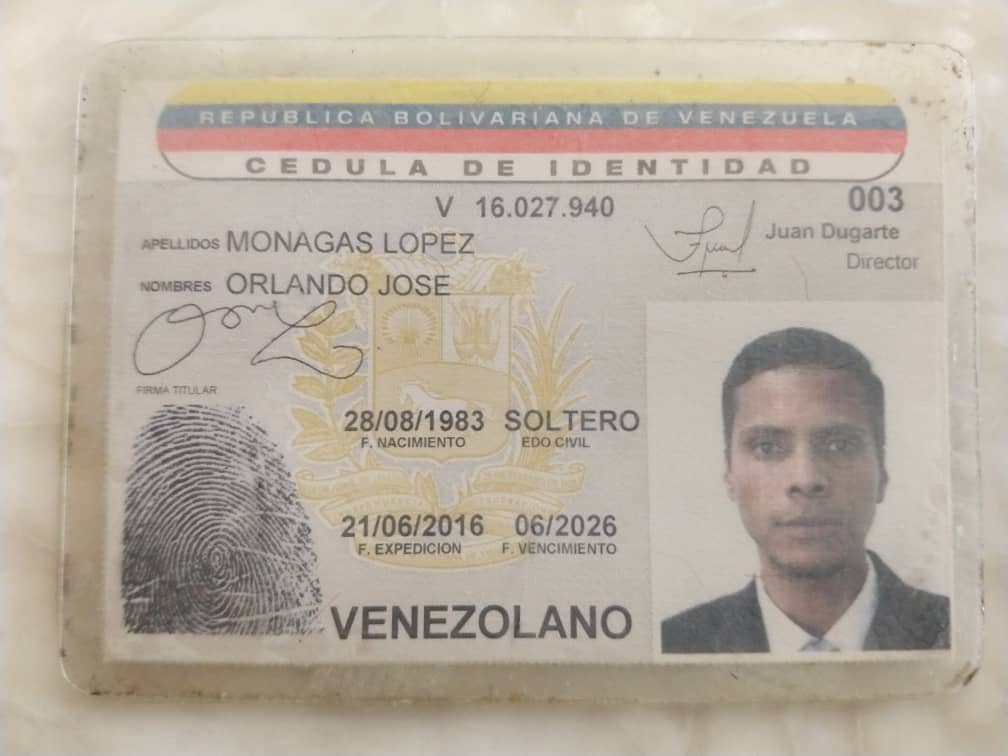 REPUBLICA BOLIVARIANA DE VENEZUELA
CEDULA DE IDENTIDAD
V 16.027.940
003
Juan Dugarte
Director
APELLIDOS MONAGAS LOPEZ
NOMBRES ORLANDO JOSE
FIRMA TITULAR
28/08/1983 SOLTERO
F. NACIMIENTO EDO CIVIL
21/06/2016 06/2026
F. EXPEDICION F. VENCIMIENTO
VENEZOLANO